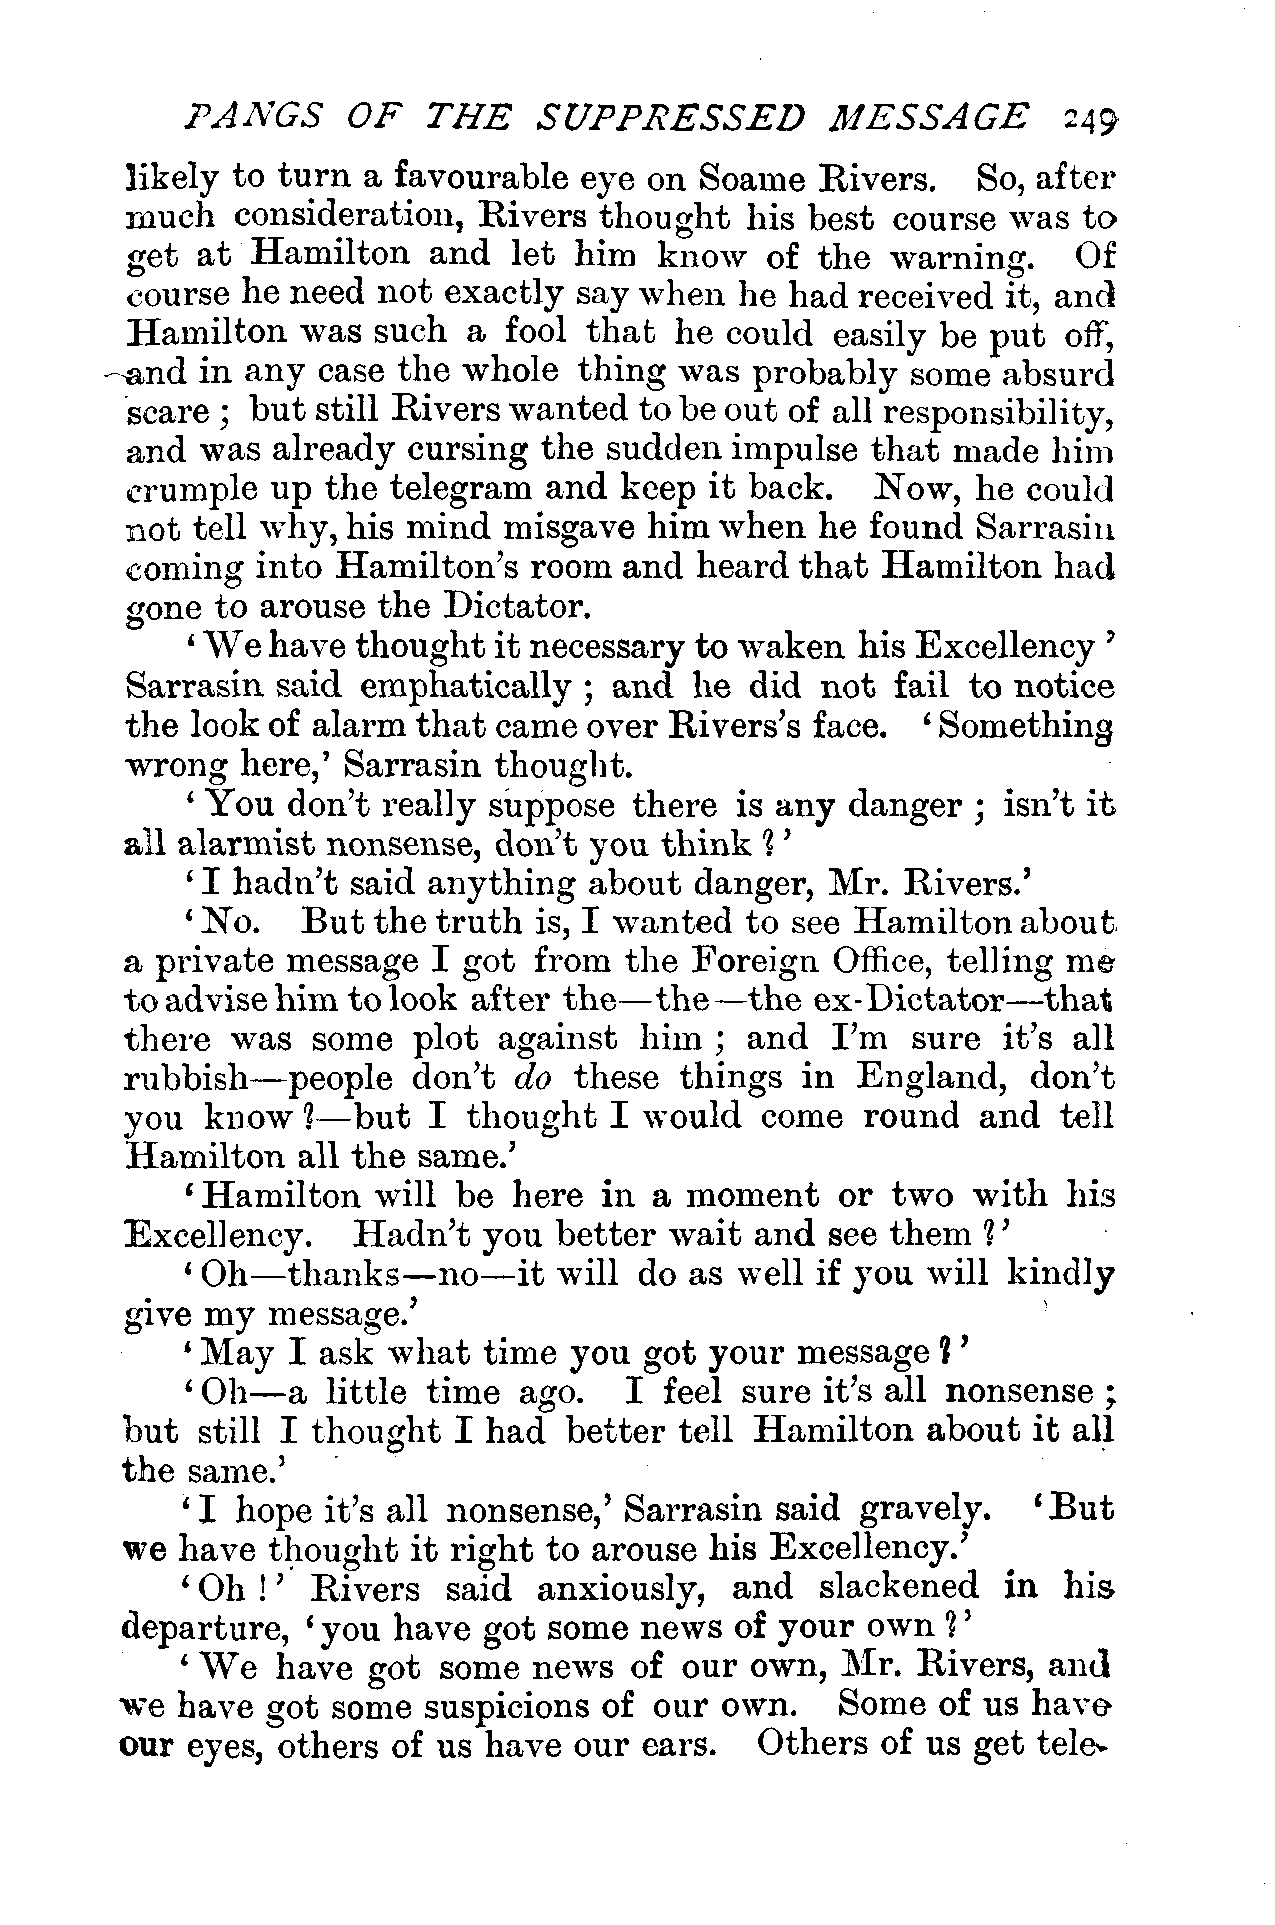 PANGS OF THE SUPPRESSED MESSAGE 249
likely to turn a favourable eye on Soame Rivers. So, after
much consideration, Rivers thought his best course was to
get at Hamilton and let him know of the warning. Of
course he need not exactly say when he had received it, and
Hamilton was such a fool that he could easily be put off,
and in any case the whole thing was probably some absurd
scare ; but still Rivers wanted to be out of all responsibility,
and was already cursing the sudden impulse that made him
crumple up the telegram and keep it back. Now, he could
not tell why, his mind misgave him when he found Sarrasin
coming into Hamilton's room and heard that Hamilton had
gone to arouse the Dictator.
‘ We have thought it necessary to waken his Excellency ’
Sarrasin said emphatically ; and he did not fail to notice
the look of alarm that came over Rivers's face. ‘ Something
wrong here,’ Sarrasin thought.
‘ You don't really suppose there is any danger ; isn't it
all alarmist nonsense, don't you think ? ’
‘ I hadn't said anything about danger, Mr. Rivers.’
‘ No. But the truth is, I wanted to see Hamilton about
a private message I got from the Foreign Office, telling me
to advise him to look after the—the—the ex-Dictator—that
there was some plot against him ; and I'm sure it's all
rubbish—people don't do these things in England, don't
you know ?—but I thought I would come round and tell
Hamilton all the same.’
‘ Hamilton will be here in a moment or two with his
Excellency. Hadn't you better wait and see them ? ’
‘ Oh—thanks—no—it will do as well if you will kindly
give my message.’
‘ May I ask what time you got your message ? ’
‘ Oh—a little time ago. I feel sure it's all nonsense ;
but still I thought I had better tell Hamilton about it all
the same.’
‘ I hope it's all nonsense,’ Sarrasin said gravely. ‘ But
we have thought it right to arouse his Excellency.’
‘ Oh ! ’ Rivers said anxiously, and slackened in his
departure, ‘ you have got some news of your own ? ’
‘ We have got some news of our own, Mr. Rivers, and
we have got some suspicions of our own. Some of us have
our eyes, others of us have our ears. Others of us get tele-